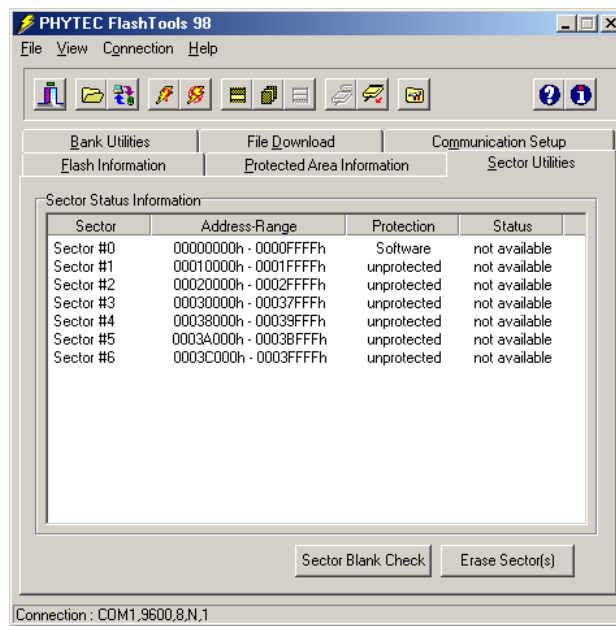 PHYTEC FlashTools 98
File View Connection Help
Bank Utilities File Download Communication Setup
Flash Information Protected Area Information Sector Utilities
Sector Status Information
Sector Address-Range Protection Status
Sector #0 00000000h - 0000FFFFh Software not available
Sector #1 00010000h - 0001FFFFh unprotected not available
Sector #2 00020000h - 0002FFFFh unprotected not available
Sector #3 00030000h - 00037FFFh unprotected not available
Sector #4 00038000h - 00039FFFh unprotected not available
Sector #5 0003A000h - 0003BFFFh unprotected not available
Sector #6 0003C000h - 0003FFFFh unprotected not available
Sector Blank Check Erase Sector(s)
Connection : COM1,9600,8,N,1